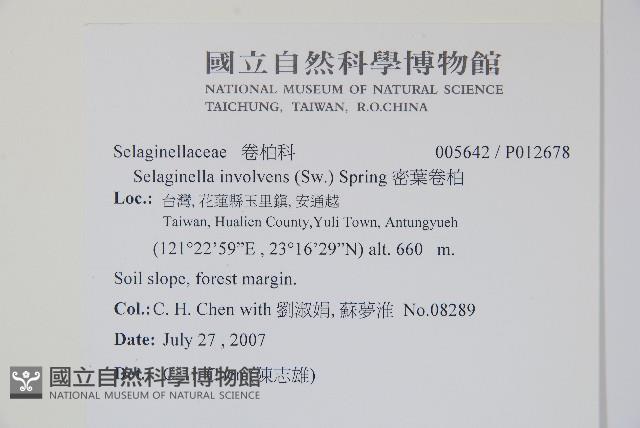 國立自然科學博物館
NATIONAL MUSEUM OF NATURAL SCIENCE
TAICHUNG, TAIWAN, R.O.CHINA
Selaginellaceae 卷柏科 005642 / P012678
Selaginella involvens (Sw.) Spring 密葉卷柏
Loc.: 台灣, 花蓮縣玉里鎮, 安通越
Taiwan, Hualien County,Yuli Town, Antungyueh
(121°22’59”E , 23°16’29”N) alt. 660 m.
Soil slope, forest margin.
Col.: C. H. Chen with 劉淑娟, 蘇夢淮 No.08289
Date: July 27 , 2007
陳志雄)
國立自然科學博物館
NATIONAL MUSEUM OF NATURAL SCIENCE